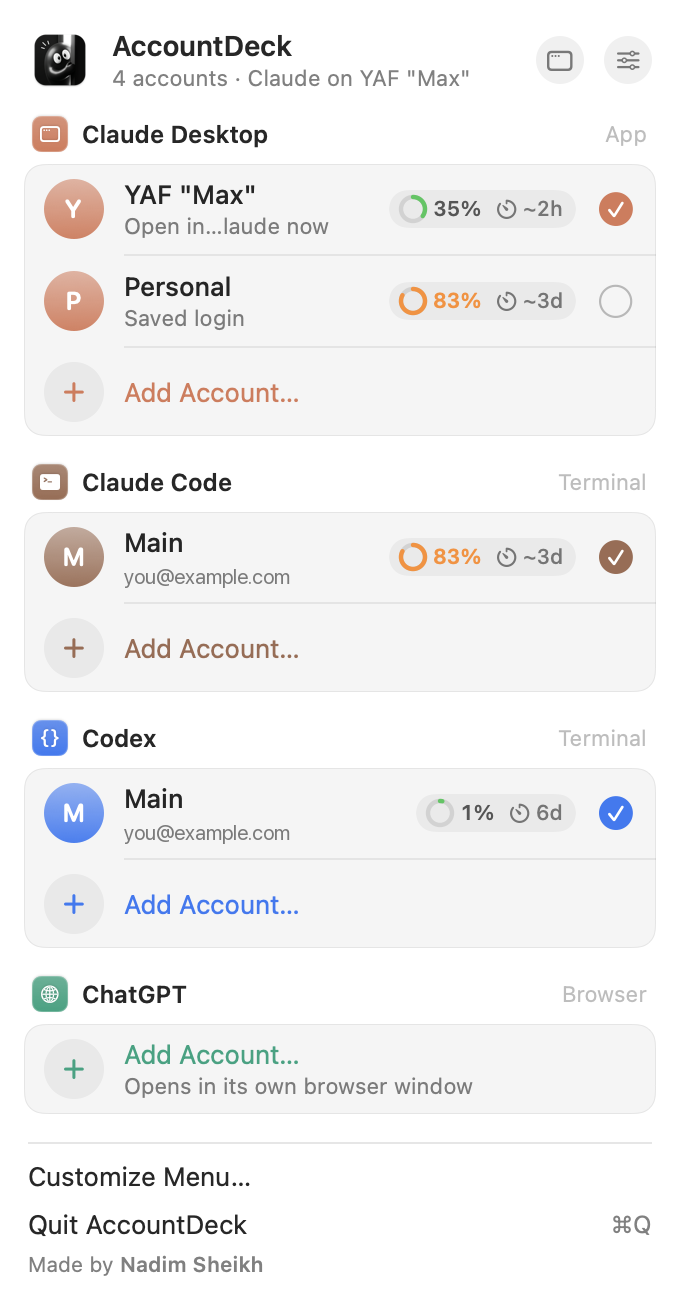 AccountDeck
4 accounts · Claude on YAF "Max"
Claude Desktop App
Y YAF "Max" 35% ~2h
Open in...laude now
P Personal 83% ~3d
Saved login
+ Add Account...
Claude Code Terminal
M Main 83% ~3d
you@example.com
+ Add Account...
{} Codex Terminal
M Main 1% 6d
you@example.com
+ Add Account...
ChatGPT Browser
+ Add Account...
Opens in its own browser window
Customize Menu...
Quit AccountDeck ⌘Q
Made by Nadim Sheikh